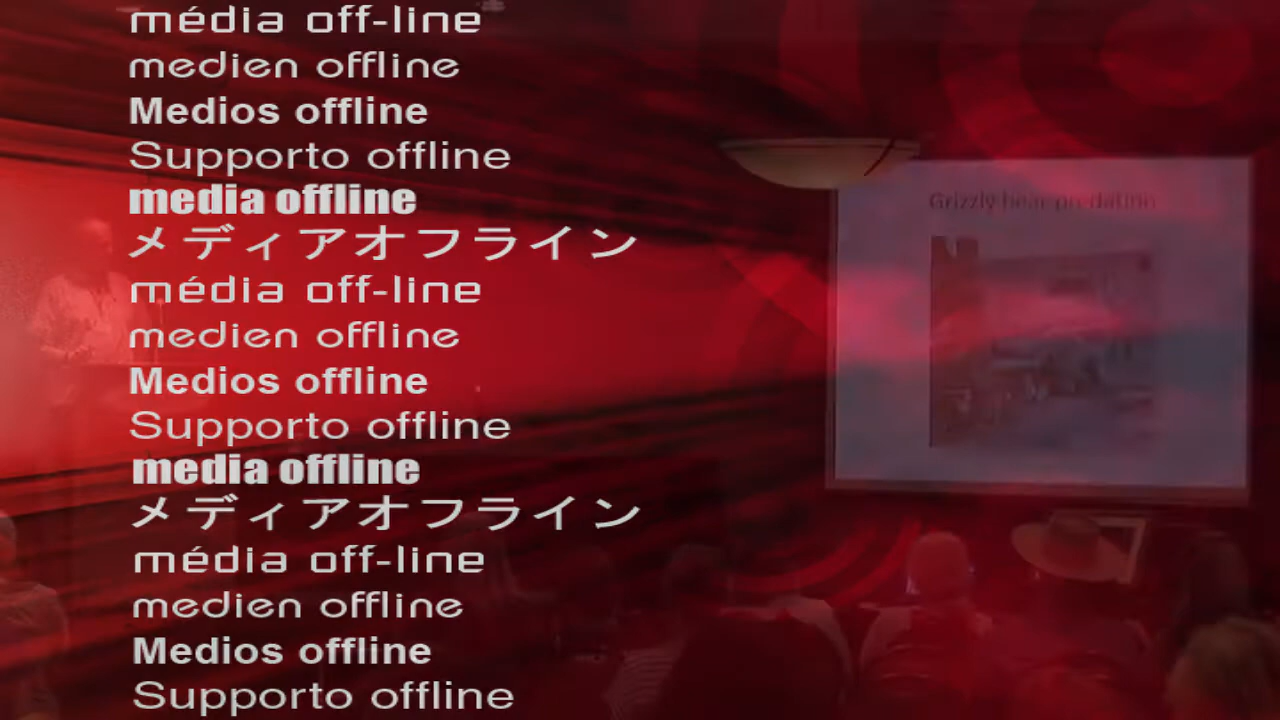 média off-line
medien offline
Medios offline
Supporto offline
media offline
メディアオフライン
média off-line
medien offline
Medios offline
Supporto offline
media offline
メディアオフライン
média off-line
medien offline
Medios offline
Supporto offline
Grizzly bear